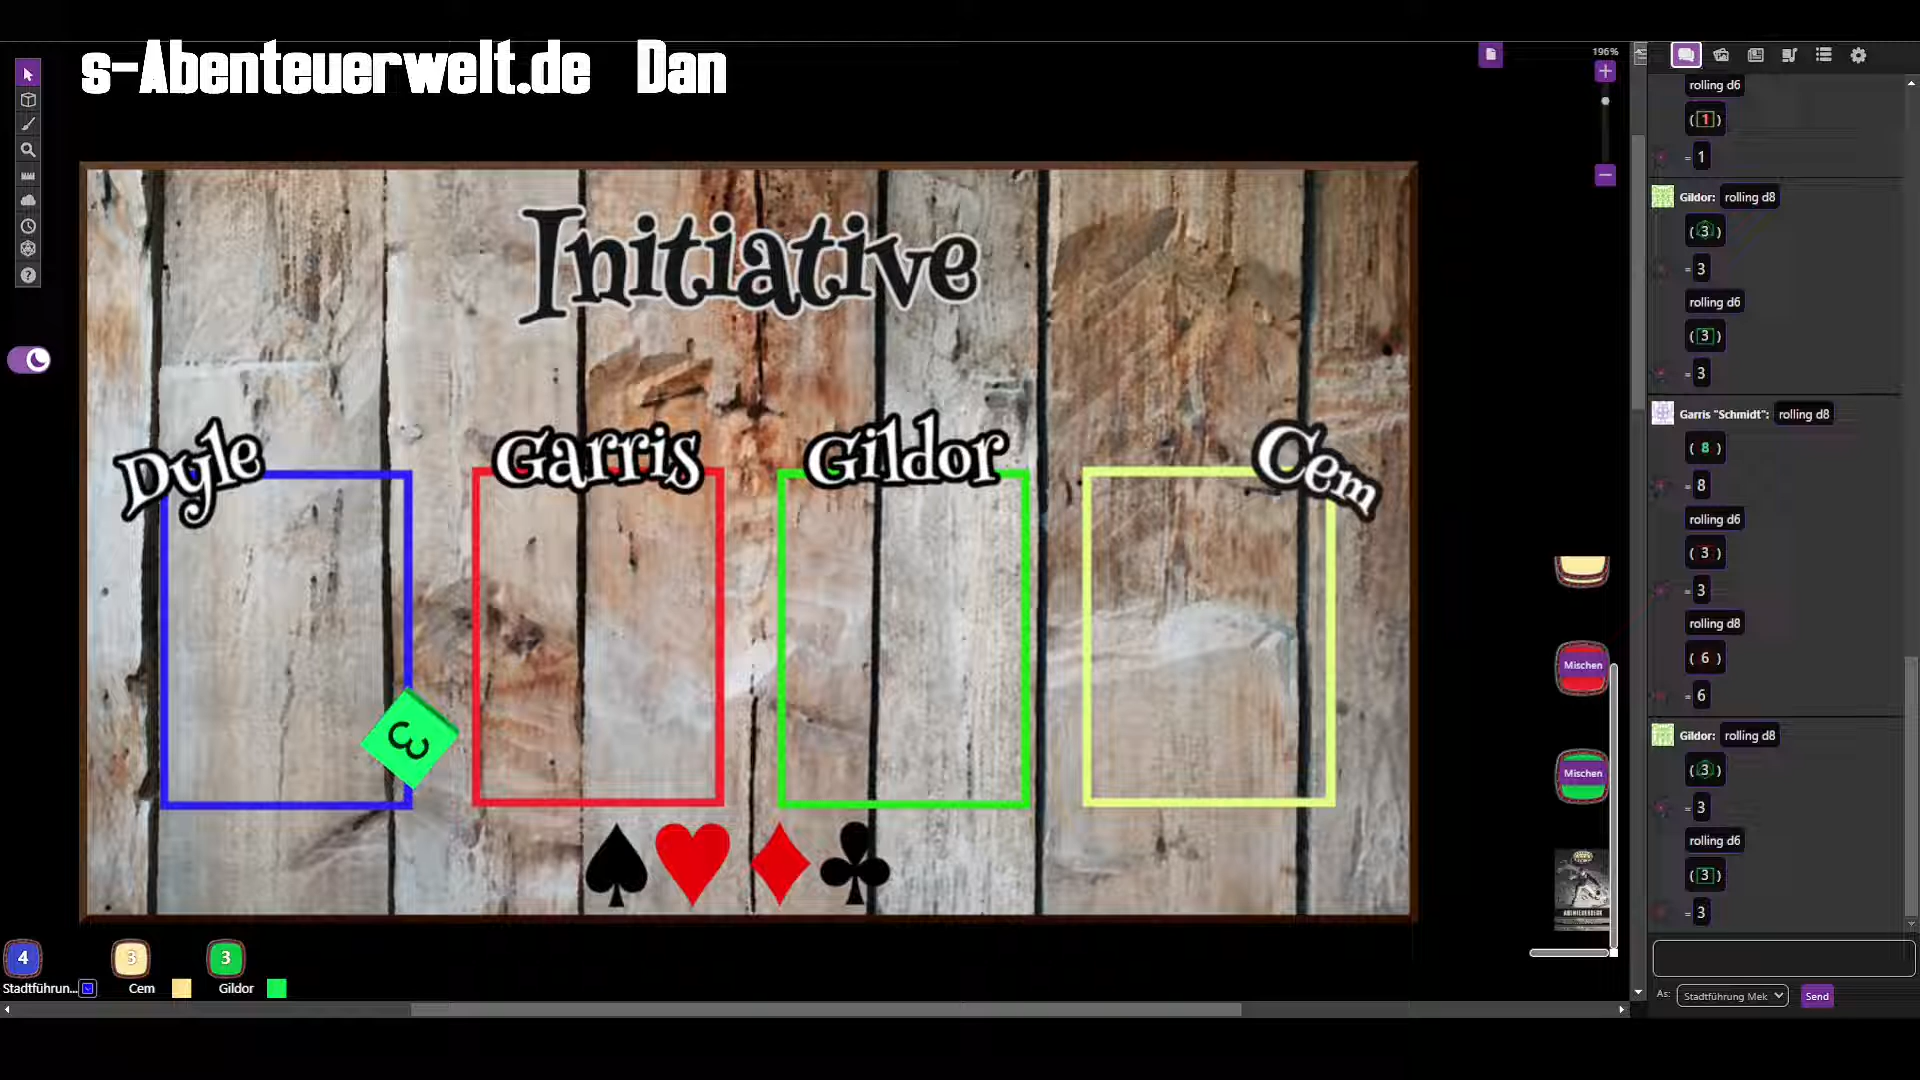 s-Abenteuerwelt.de Dan
196%
Initiative
Dyle
Garris
Gildor
Cem
3
Mischen
Mischen
4
3
3
Stadtführun...
Cem
Gildor
rolling d6
(1)
= 1
Gildor: rolling d8
(3)
= 3
rolling d6
(3)
= 3
Garris "Schmidt": rolling d8
(8)
= 8
rolling d6
(3)
= 3
rolling d8
(6)
= 6
Gildor: rolling d8
(3)
= 3
rolling d6
(3)
= 3
As: Stadtführung Mek
Send